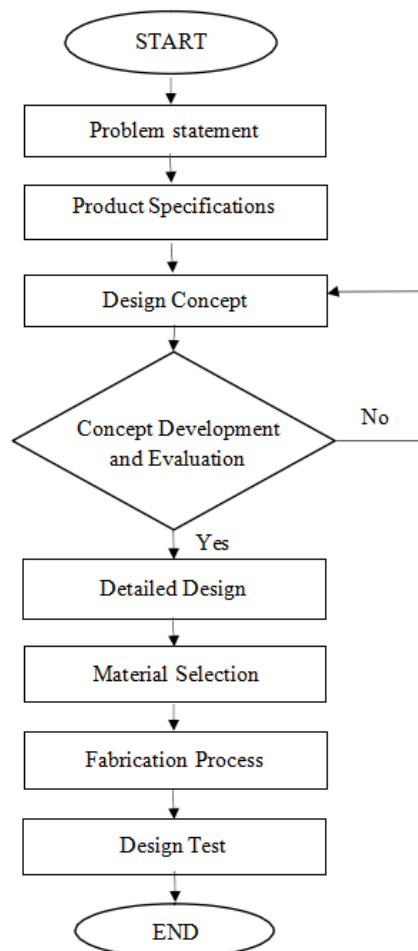 START
Problem statement
Product Specifications
Design Concept
Concept Development
and Evaluation
No
Yes
Detailed Design
Material Selection
Fabrication Process
Design Test
END